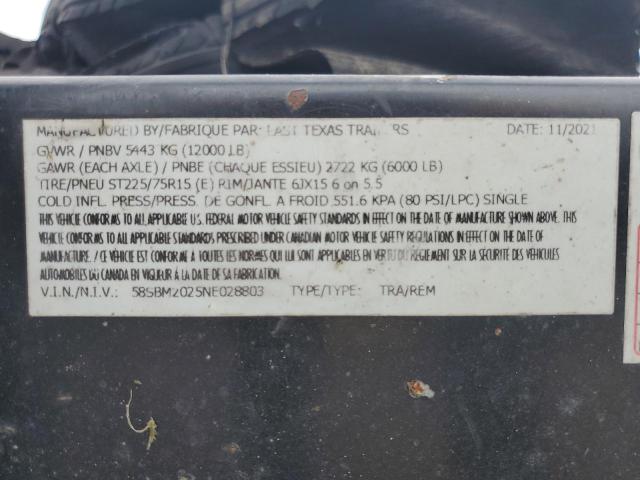 MANUFACTURED BY/FABRIQUE PAR: EAST TEXAS TRAILERS DATE: 11/2021
GVWR / PNBV 5443 KG (12000 LB)
GAWR (EACH AXLE) / PNBE (CHAQUE ESSIEU) 2722 KG (6000 LB)
TIRE/PNEU ST225/75R15 (E) RIM/JANTE 6JX15 6 on 5.5
COLD INFL. PRESS/PRESS. DE GONFL. A FROID 551.6 KPA (80 PSI/LPC) SINGLE
THIS VEHICLE CONFORMS TO ALL APPLICABLE U.S. FEDERAL MOTOR VEHICLE SAFETY STANDARDS IN EFFECT ON THE DATE OF MANUFACTURE SHOWN ABOVE. THIS
VEHICLE CONFORMS TO ALL APPLICABLE STANDARDS PRESCRIBED UNDER CANADIAN MOTOR VEHICLE SAFETY REGULATIONS IN EFFECT ON THE DATE OF
MANUFACTURE. CE VEHICULE EST CONFORME A TOUTES LES NORMES QUI LUI SONT APPLICABLES EN VERTU DU REGLEMENT SUR LA SECURITE DES VEHICULES
AUTOMOBILES DU CANADA EN VIGUEUR A LA DATE DE SA FABRICATION.
V.I.N./N.I.V.: 58SBM2025NE028803 TYPE/TYPE: TRA/REM